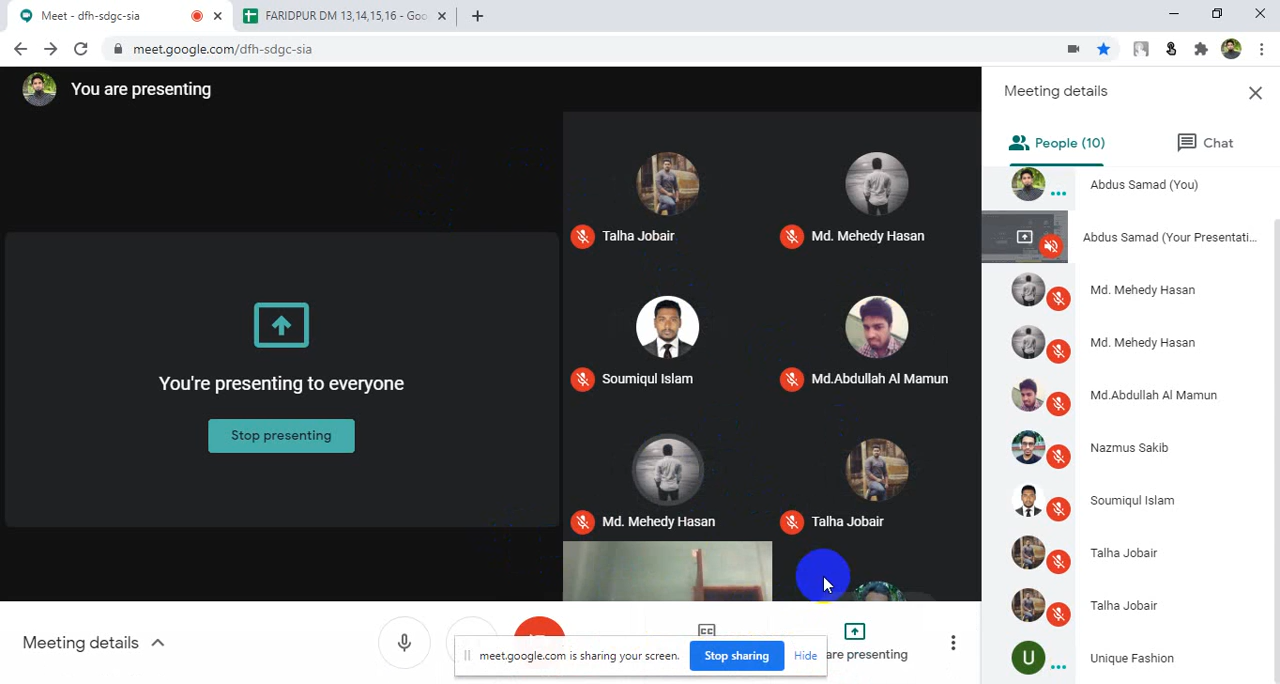 Meet - dfh-sdgc-sia
FARIDPUR DM 13,14,15,16 - Goo
meet.google.com/dfh-sdgc-sia
You are presenting
You're presenting to everyone
Stop presenting
Talha Jobair
Md. Mehedy Hasan
Soumiqul Islam
Md.Abdullah Al Mamun
Md. Mehedy Hasan
Talha Jobair
Meeting details
People (10)
Chat
Abdus Samad (You)
Abdus Samad (Your Presentati...
Md. Mehedy Hasan
Md. Mehedy Hasan
Md.Abdullah Al Mamun
Nazmus Sakib
Soumiqul Islam
Talha Jobair
Talha Jobair
U
Unique Fashion
Meeting details
CC
meet.google.com is sharing your screen.
Stop sharing
Hide
are presenting